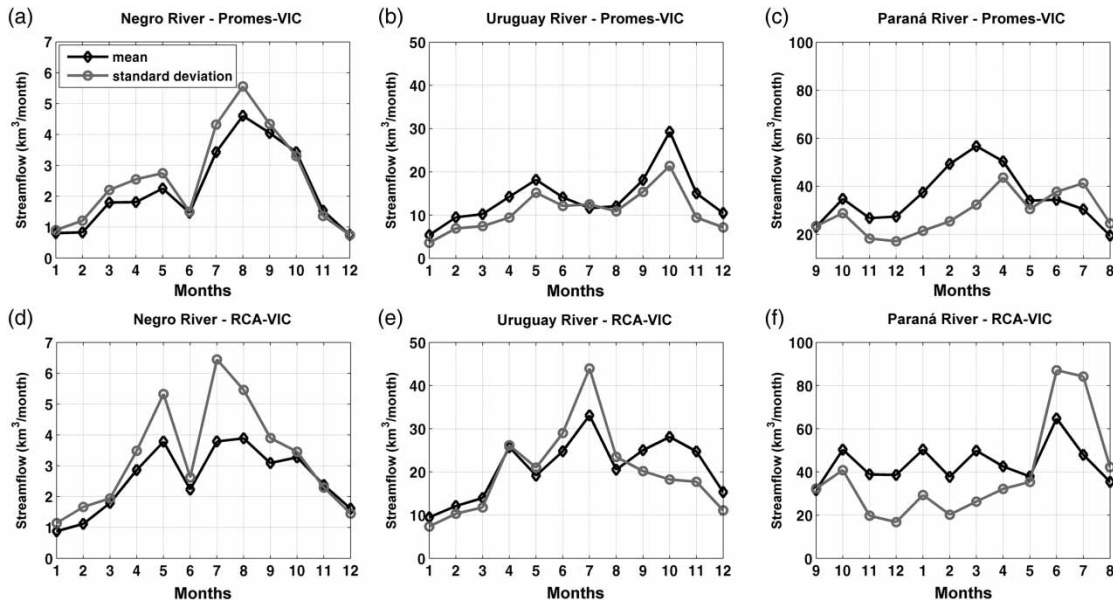 (a) Negro River - Promes-VIC
Streamflow (km³/month)
7
6
5
4
3
2
1
0
mean
standard deviation
1 2 3 4 5 6 7 8 9 10 11 12
Months
(b) Uruguay River - Promes-VIC
Streamflow (km³/month)
50
40
30
20
10
0
1 2 3 4 5 6 7 8 9 10 11 12
Months
(c) Paraná River - Promes-VIC
Streamflow (km³/month)
100
80
60
40
20
9 10 11 12 1 2 3 4 5 6 7 8
Months
(d) Negro River - RCA-VIC
Streamflow (km³/month)
7
6
5
4
3
2
1
0
1 2 3 4 5 6 7 8 9 10 11 12
Months
(e) Uruguay River - RCA-VIC
Streamflow (km³/month)
50
40
30
20
10
0
1 2 3 4 5 6 7 8 9 10 11 12
Months
(f) Paraná River - RCA-VIC
Streamflow (km³/month)
100
80
60
40
20
0
9 10 11 12 1 2 3 4 5 6 7 8
Months